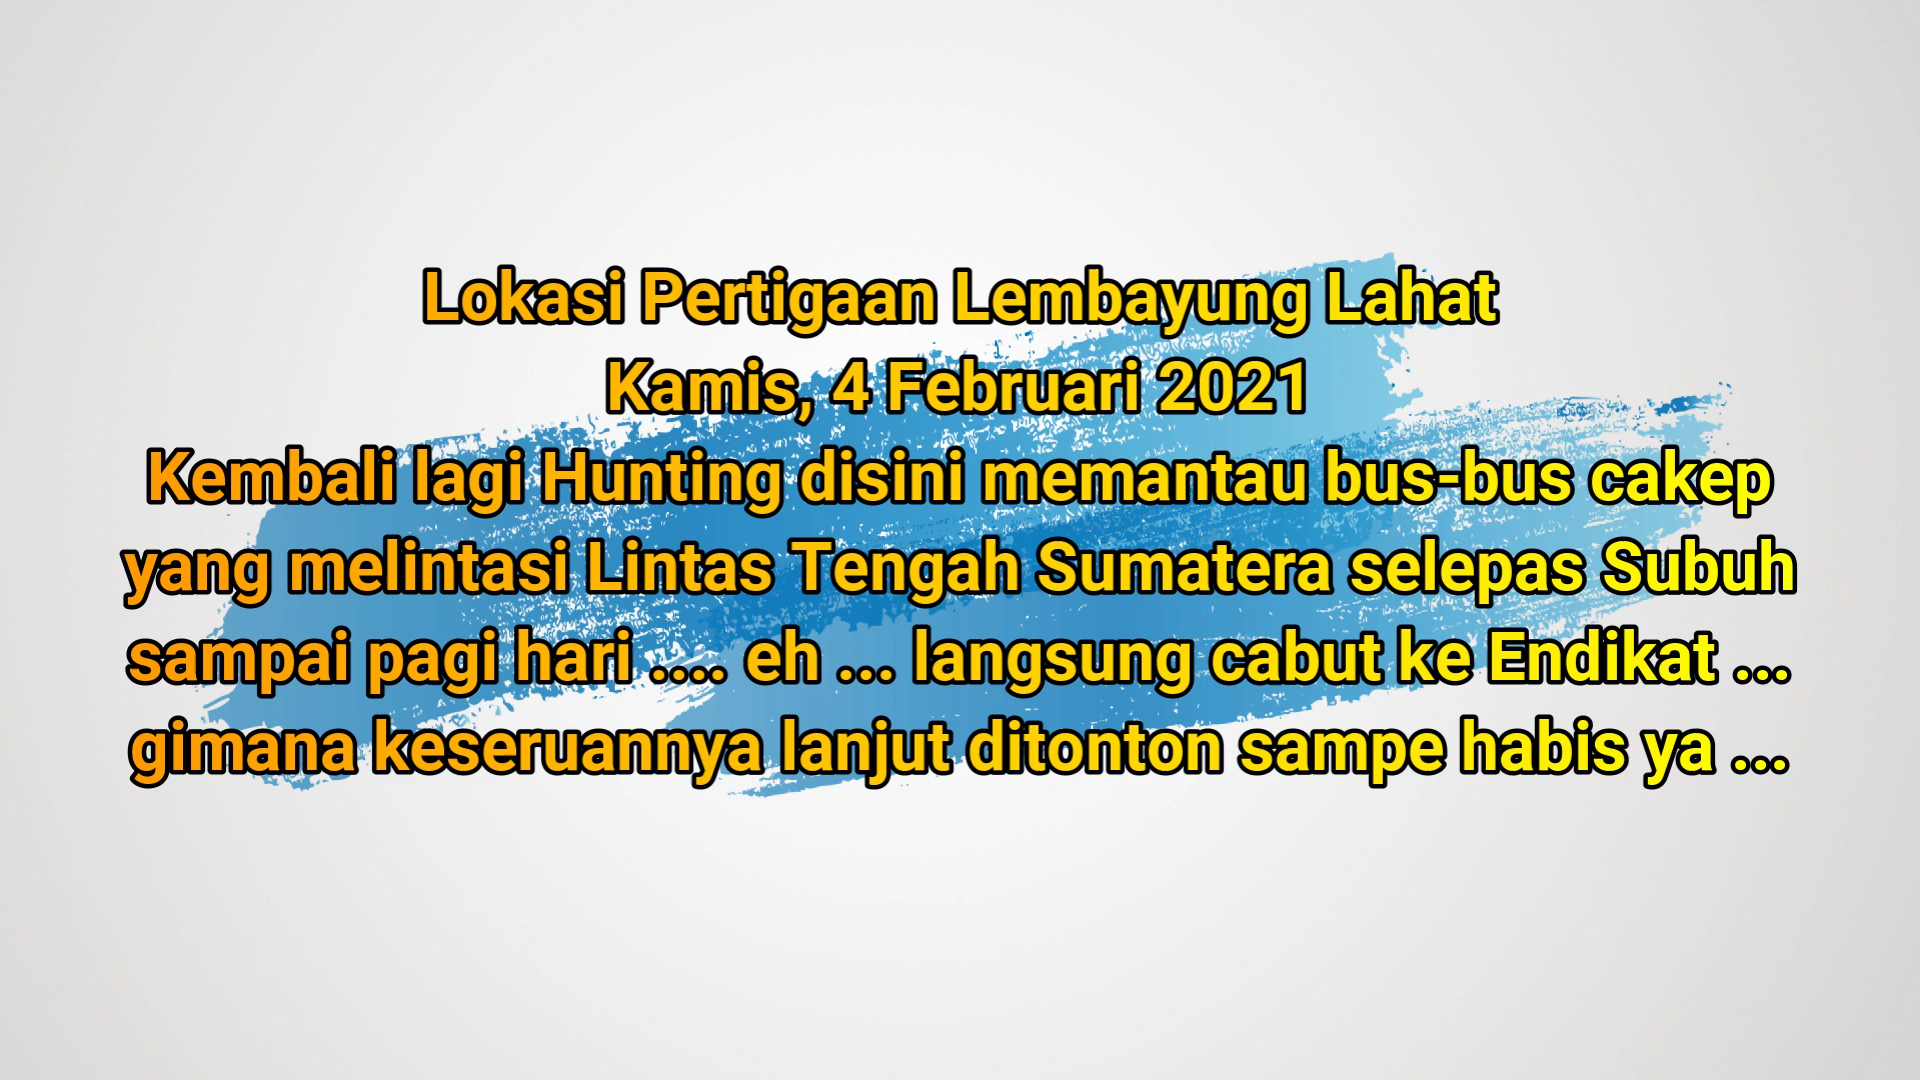 Lokasi Pertigaan Lembayung Lahat
Kamis, 4 Februari 2021
Kembali lagi Hunting disini memantau bus-bus cakep
yang melintasi Lintas Tengah Sumatera selepas Subuh
sampai pagi hari .... eh ... langsung cabut ke Endikat ...
gimana keseruannya lanjut ditonton sampe habis ya ...